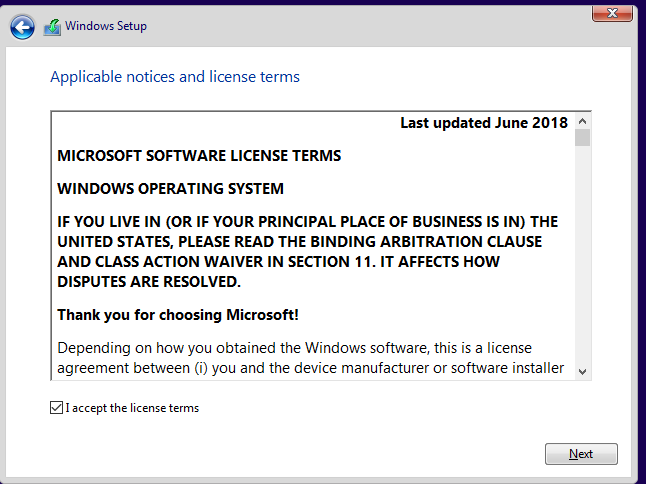 Windows Setup
Applicable notices and license terms
Last updated June 2018
MICROSOFT SOFTWARE LICENSE TERMS
WINDOWS OPERATING SYSTEM
IF YOU LIVE IN (OR IF YOUR PRINCIPAL PLACE OF BUSINESS IS IN) THE
UNITED STATES, PLEASE READ THE BINDING ARBITRATION CLAUSE
AND CLASS ACTION WAIVER IN SECTION 11. IT AFFECTS HOW
DISPUTES ARE RESOLVED.
Thank you for choosing Microsoft!
Depending on how you obtained the Windows software, this is a license
agreement between (i) you and the device manufacturer or software installer
I accept the license terms
Next